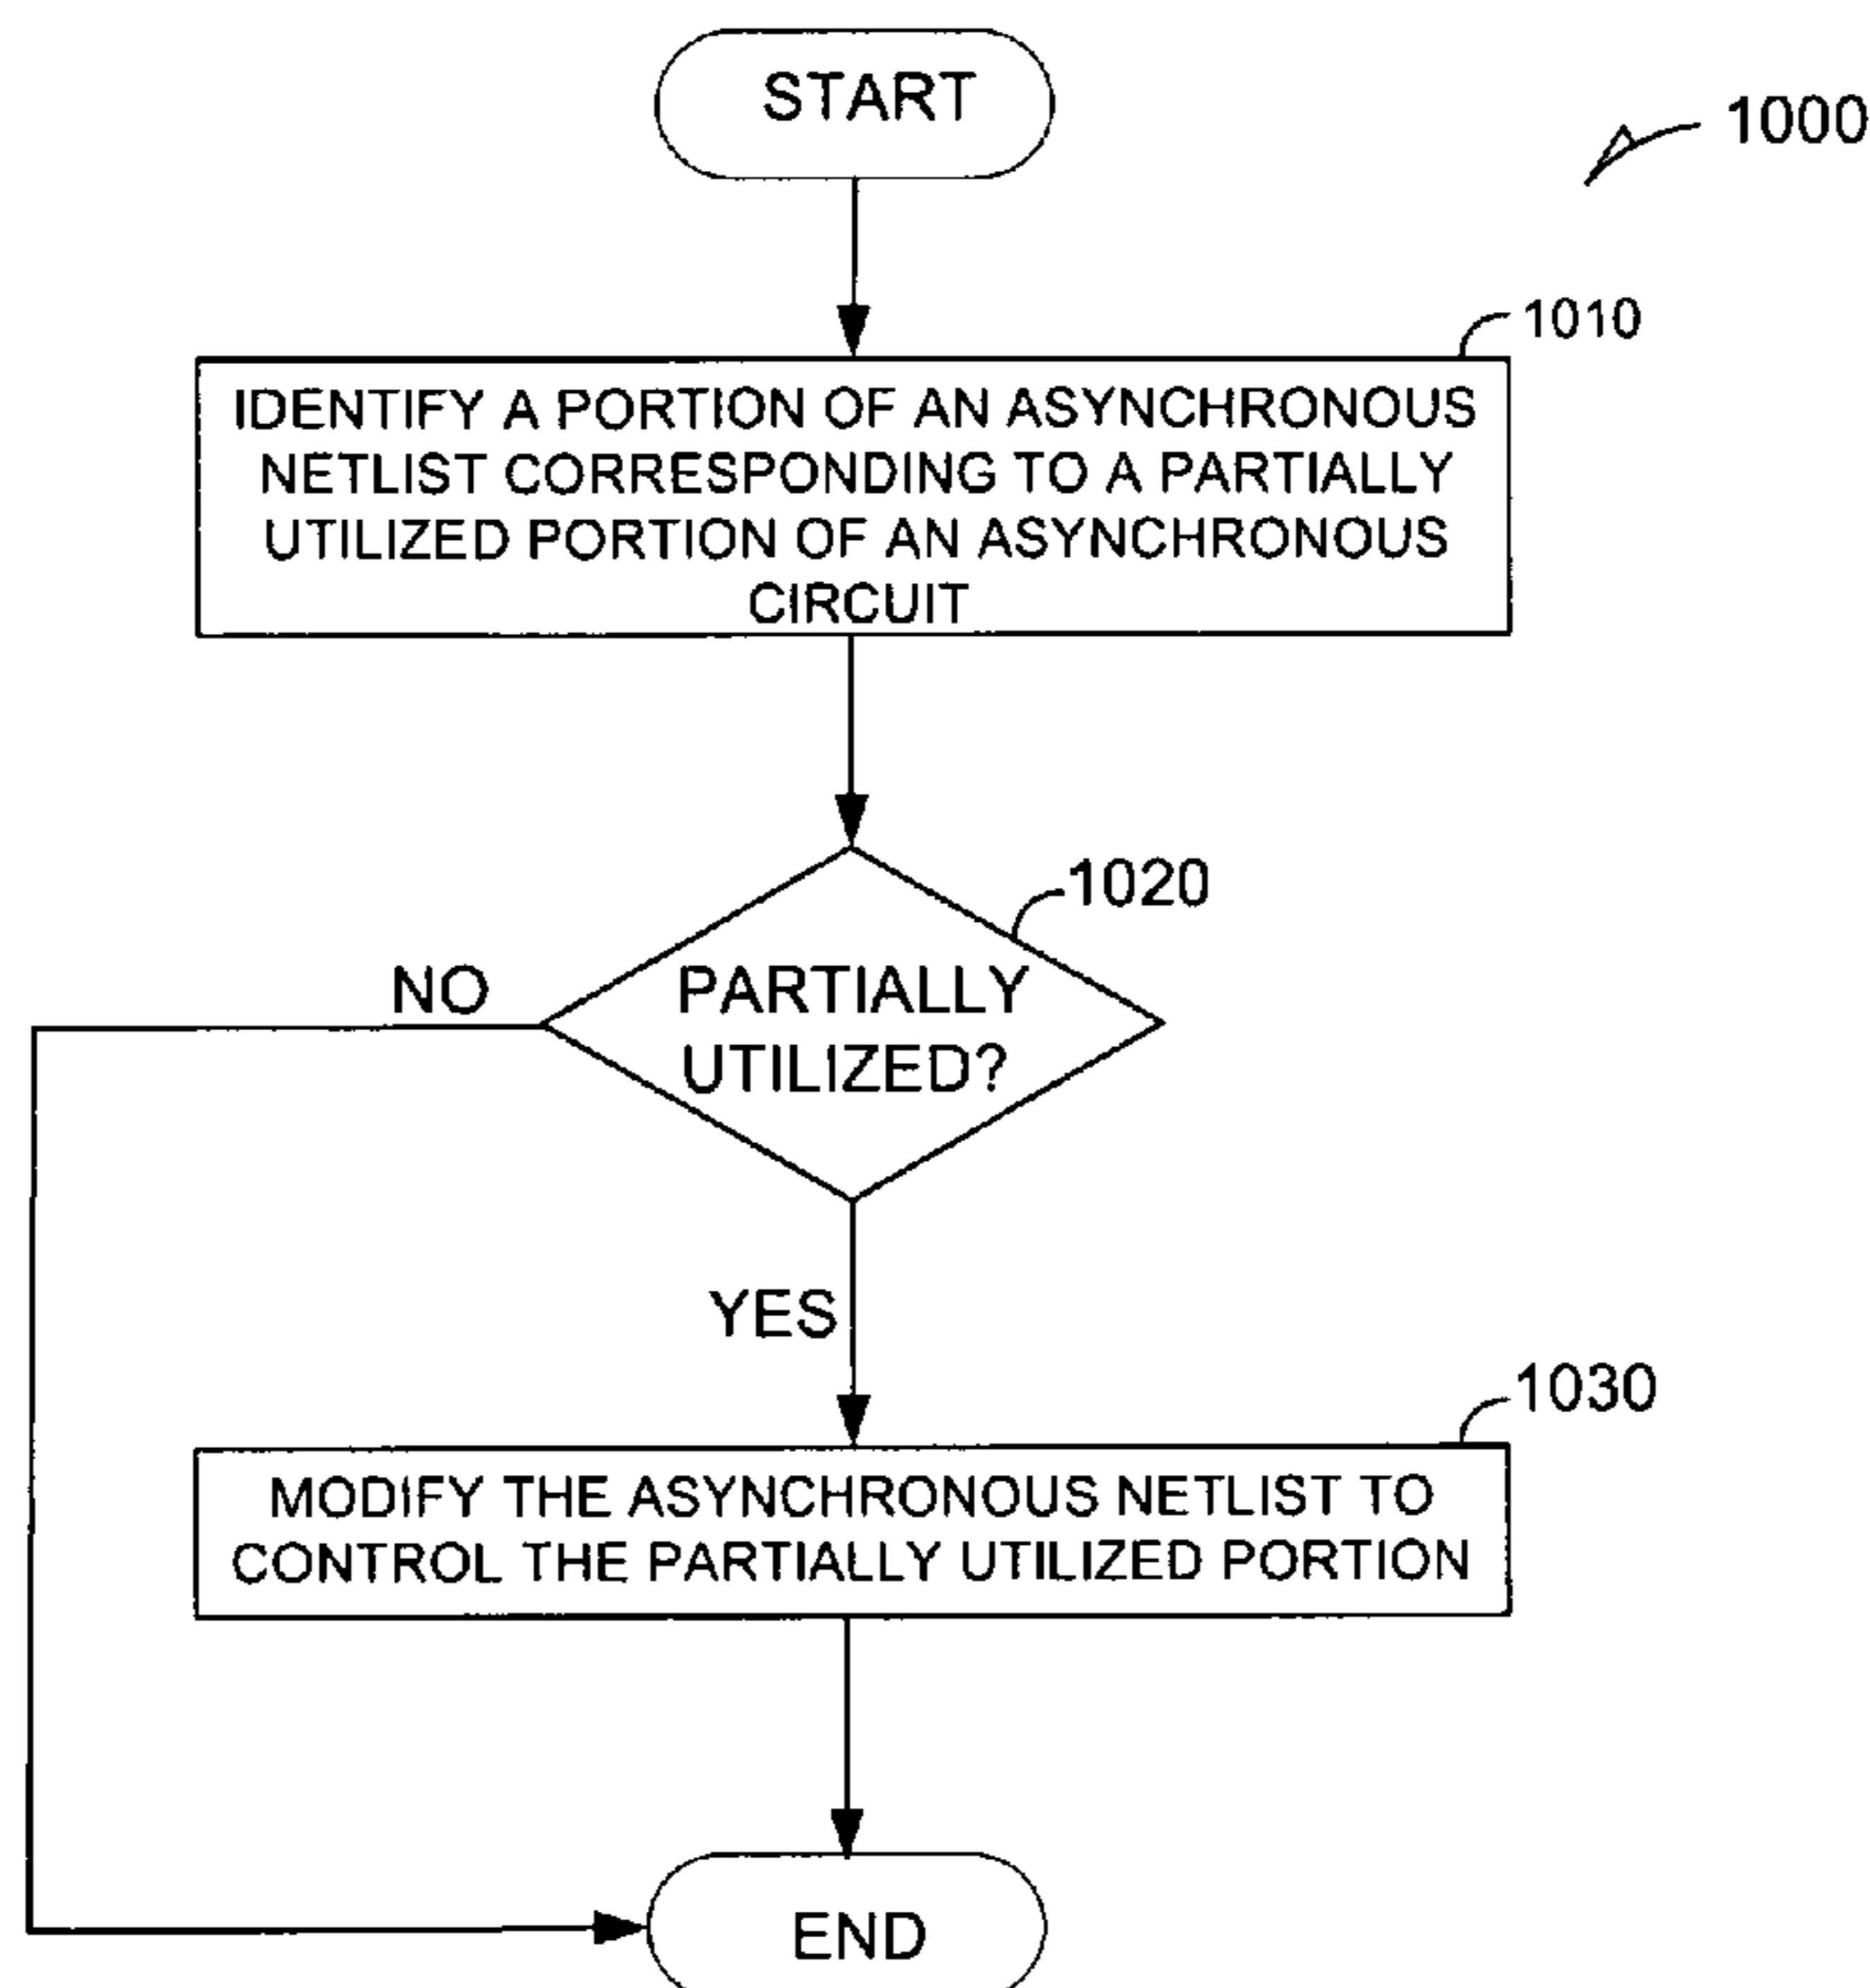 START
1000
1010
IDENTIFY A PORTION OF AN ASYNCHRONOUS
NETLIST CORRESPONDING TO A PARTIALLY
UTILIZED PORTION OF AN ASYNCHRONOUS
CIRCUIT
1020
NO
PARTIALLY
UTILIZED?
YES
1030
MODIFY THE ASYNCHRONOUS NETLIST TO
CONTROL THE PARTIALLY UTILIZED PORTION
END